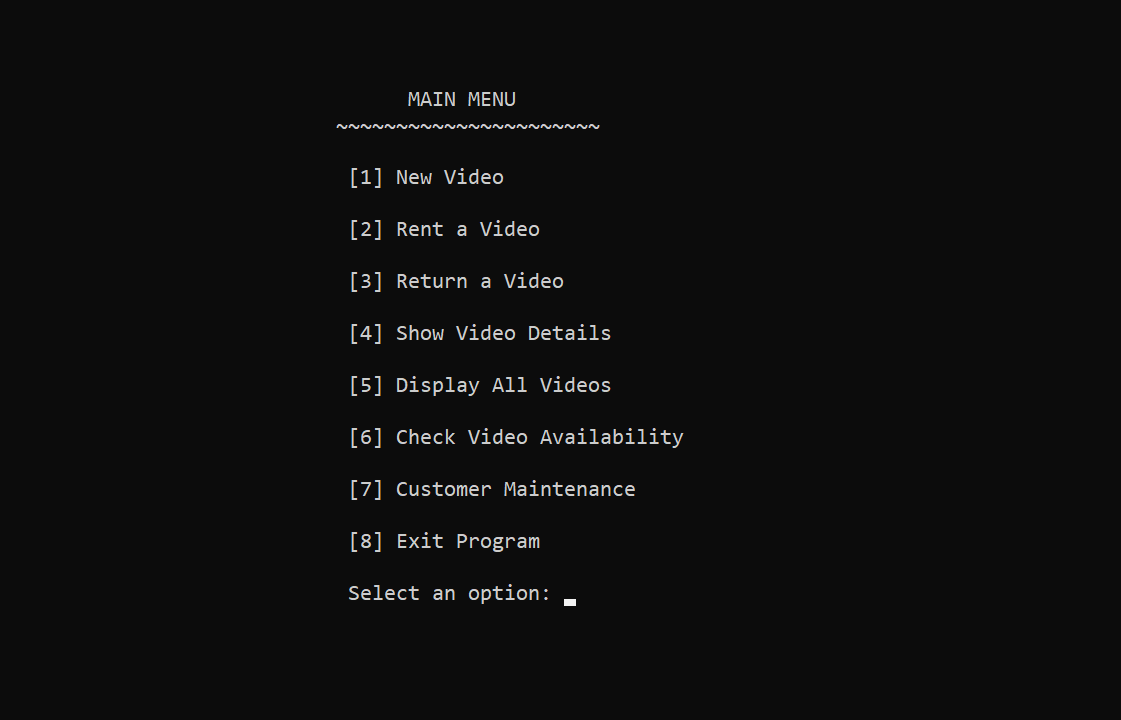 MAIN MENU
~~~~~~~~~~~~~~~~~~~~~~
[1] New Video
[2] Rent a Video
[3] Return a Video
[4] Show Video Details
[5] Display All Videos
[6] Check Video Availability
[7] Customer Maintenance
[8] Exit Program
Select an option: